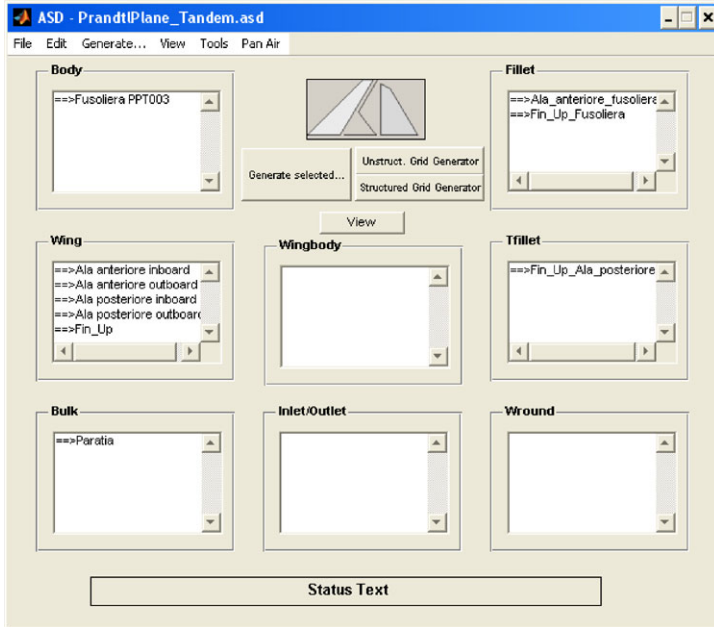 ASD - PrandtlPlane_Tandem.asd
File Edit Generate... View Tools Pan Air
Body
==>Fusoliera PPT003
Fillet
==>Ala_anteriore_fusoliera
==>Fin_Up_Fusoliera
Generate selected...
Unstruct. Grid Generator
Structured Grid Generator
View
Wing
==>Ala anteriore inboard
==>Ala anteriore outboard
==>Ala posteriore inboard
==>Ala posteriore outboard
==>Fin_Up
Wingbody
Tfillet
==>Fin_Up_Ala_posteriore
Bulk
==>Paratia
Inlet/Outlet
Wround
Status Text